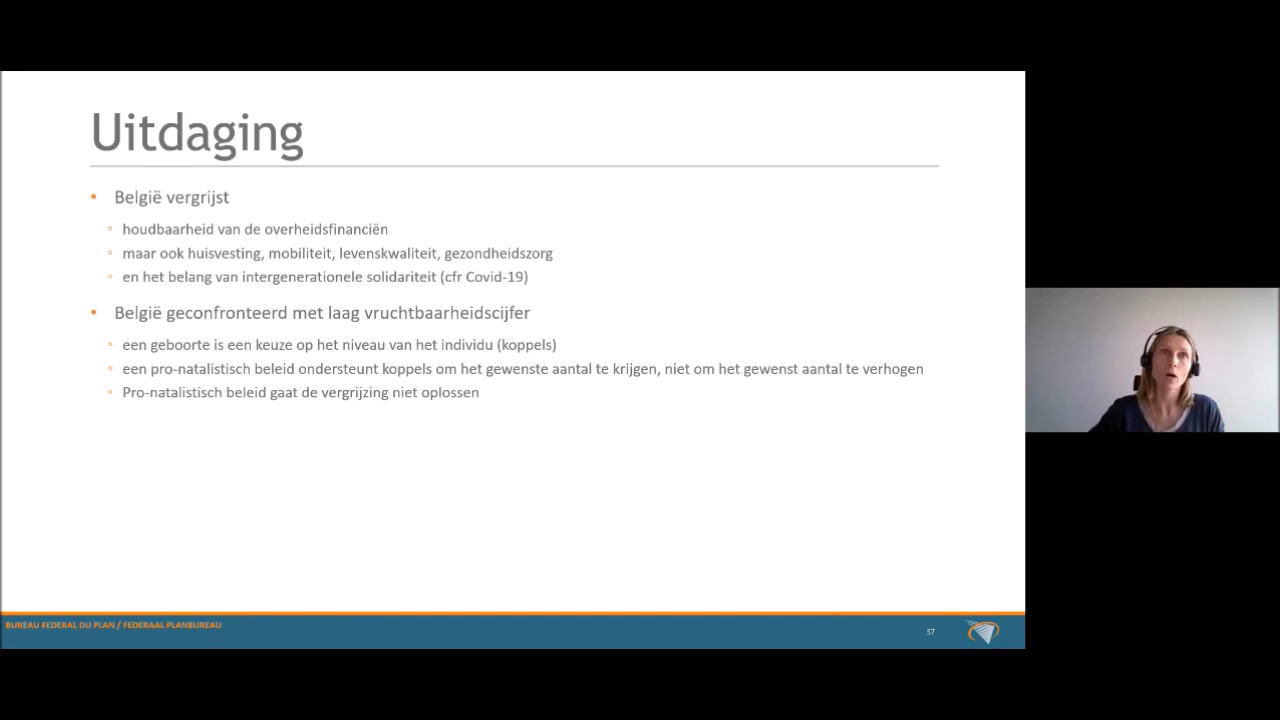 Uitdaging
• België vergrijst
◦ houdbaarheid van de overheidsfinanciën
◦ maar ook huisvesting, mobiliteit, levenskwaliteit, gezondheidszorg
◦ en het belang van intergenerationele solidariteit (cfr Covid-19)
• België geconfronteerd met laag vruchtbaarheidscijfer
◦ een geboorte is een keuze op het niveau van het individu (koppels)
◦ een pro-natalistisch beleid ondersteunt koppels om het gewenste aantal te krijgen, niet om het gewenst aantal te verhogen
◦ Pro-natalistisch beleid gaat de vergrijzing niet oplossen
BUREAU FEDERAL DU PLAN / FEDERAAL PLANBUREAU
37